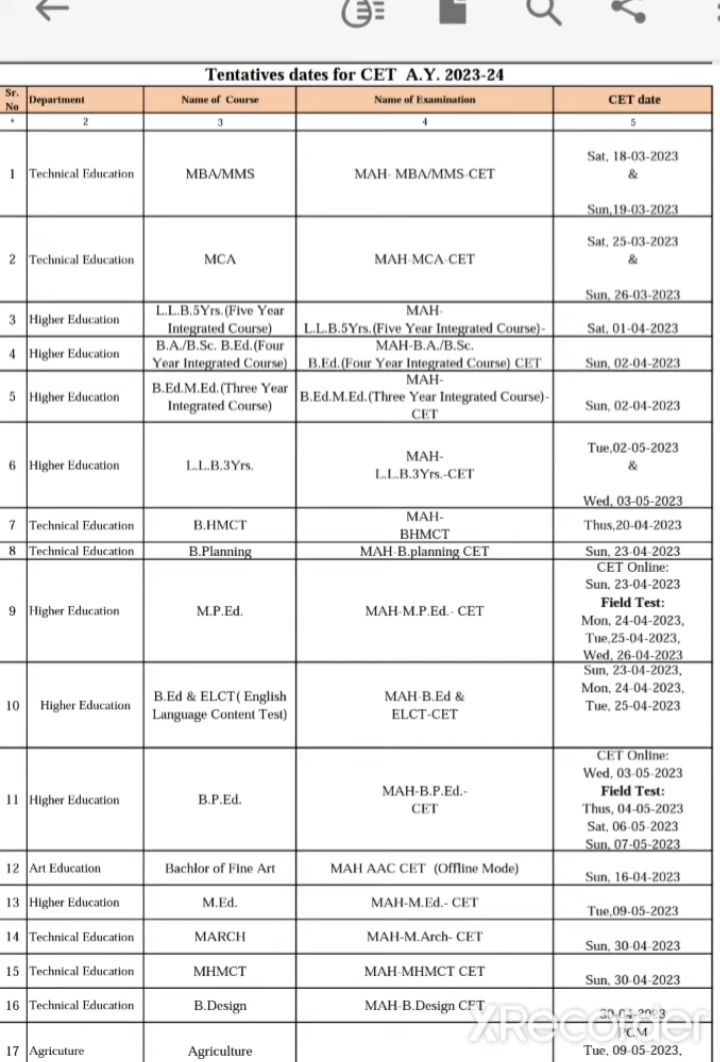 Tentatives dates for CET A.Y. 2023-24
Sr. No Department Name of Course Name of Examination CET date
* 2 3 4 5
1 Technical Education MBA/MMS MAH- MBA/MMS-CET Sat, 18-03-2023
&
Sun,19-03-2023
2 Technical Education MCA MAH-MCA-CET Sat, 25-03-2023
&
Sun, 26-03-2023
3 Higher Education L.L.B.5Yrs.(Five Year Integrated Course) MAH-
L.L.B.5Yrs.(Five Year Integrated Course)- Sat, 01-04-2023
4 Higher Education B.A./B.Sc. B.Ed.(Four Year Integrated Course) MAH-B.A./B.Sc.
B.Ed.(Four Year Integrated Course) CET Sun, 02-04-2023
5 Higher Education B.Ed.M.Ed.(Three Year Integrated Course) MAH-
B.Ed.M.Ed.(Three Year Integrated Course)-
CET Sun, 02-04-2023
6 Higher Education L.L.B.3Yrs. MAH-
L.L.B.3Yrs.-CET Tue,02-05-2023
&
Wed, 03-05-2023
7 Technical Education B.HMCT MAH-
BHMCT Thus,20-04-2023
8 Technical Education B.Planning MAH-B.planning CET Sun, 23-04-2023
9 Higher Education M.P.Ed. MAH-M.P.Ed.- CET CET Online:
Sun, 23-04-2023
Field Test:
Mon, 24-04-2023,
Tue,25-04-2023,
Wed, 26-04-2023
10 Higher Education B.Ed & ELCT( English Language Content Test) MAH-B.Ed &
ELCT-CET Sun, 23-04-2023,
Mon, 24-04-2023,
Tue, 25-04-2023
11 Higher Education B.P.Ed. MAH-B.P.Ed.-
CET CET Online:
Wed, 03-05-2023
Field Test:
Thus, 04-05-2023
Sat, 06-05-2023
Sun, 07-05-2023
12 Art Education Bachlor of Fine Art MAH AAC CET (Offline Mode) Sun, 16-04-2023
13 Higher Education M.Ed. MAH-M.Ed.- CET Tue,09-05-2023
14 Technical Education MARCH MAH-M.Arch- CET Sun, 30-04-2023
15 Technical Education MHMCT MAH-MHMCT CET Sun, 30-04-2023
16 Technical Education B.Design MAH-B.Design CET 30-04-2023
17 Agricuture Agriculture PCM
Tue, 09-05-2023,
XRecorder